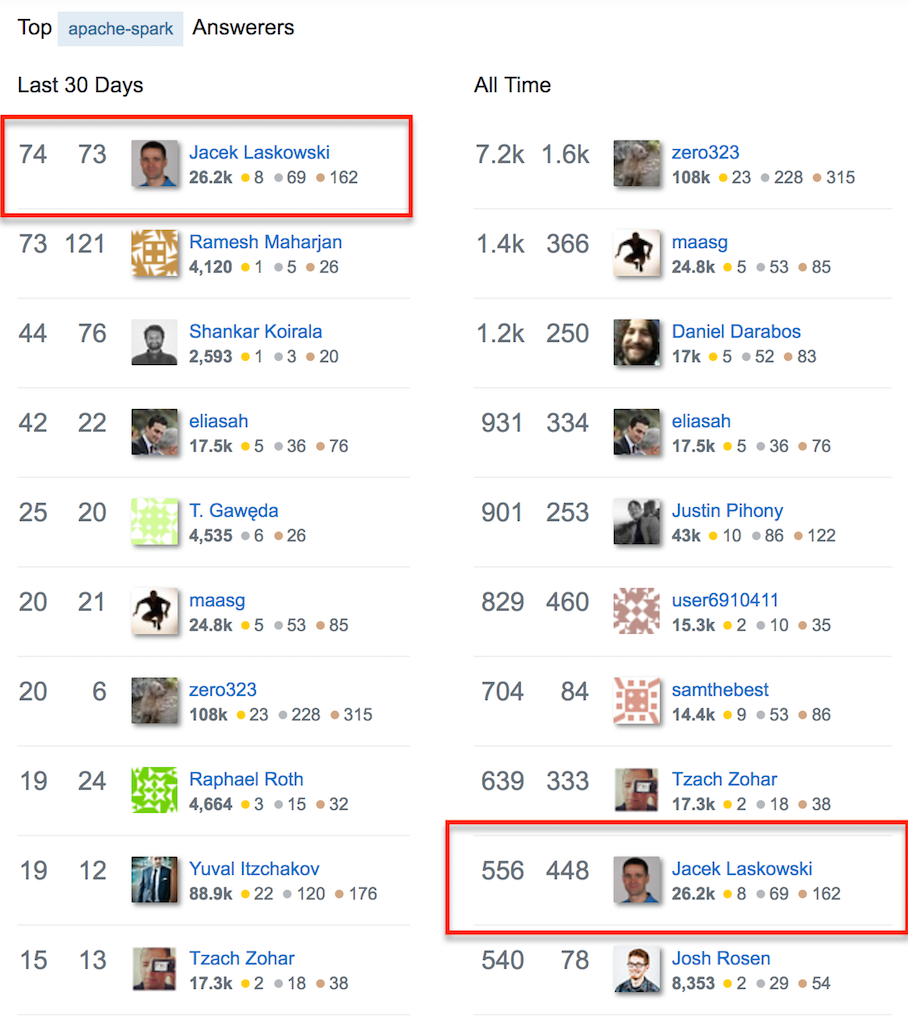 Top apache-spark Answerers
Last 30 Days
74 73 Jacek Laskowski
26.2k 8 69 162
73 121 Ramesh Maharjan
4,120 1 5 26
44 76 Shankar Koirala
2,593 1 3 20
42 22 eliasah
17.5k 5 36 76
25 20 T. Gawęda
4,535 6 26
20 21 maasg
24.8k 5 53 85
20 6 zero323
108k 23 228 315
19 24 Raphael Roth
4,664 3 15 32
19 12 Yuval Itzchakov
88.9k 22 120 176
15 13 Tzach Zohar
17.3k 2 18 38
All Time
7.2k 1.6k zero323
108k 23 228 315
1.4k 366 maasg
24.8k 5 53 85
1.2k 250 Daniel Darabos
17k 5 52 83
931 334 eliasah
17.5k 5 36 76
901 253 Justin Pihony
43k 10 86 122
829 460 user6910411
15.3k 2 10 35
704 84 samthebest
14.4k 9 53 86
639 333 Tzach Zohar
17.3k 2 18 38
556 448 Jacek Laskowski
26.2k 8 69 162
540 78 Josh Rosen
8,353 2 29 54